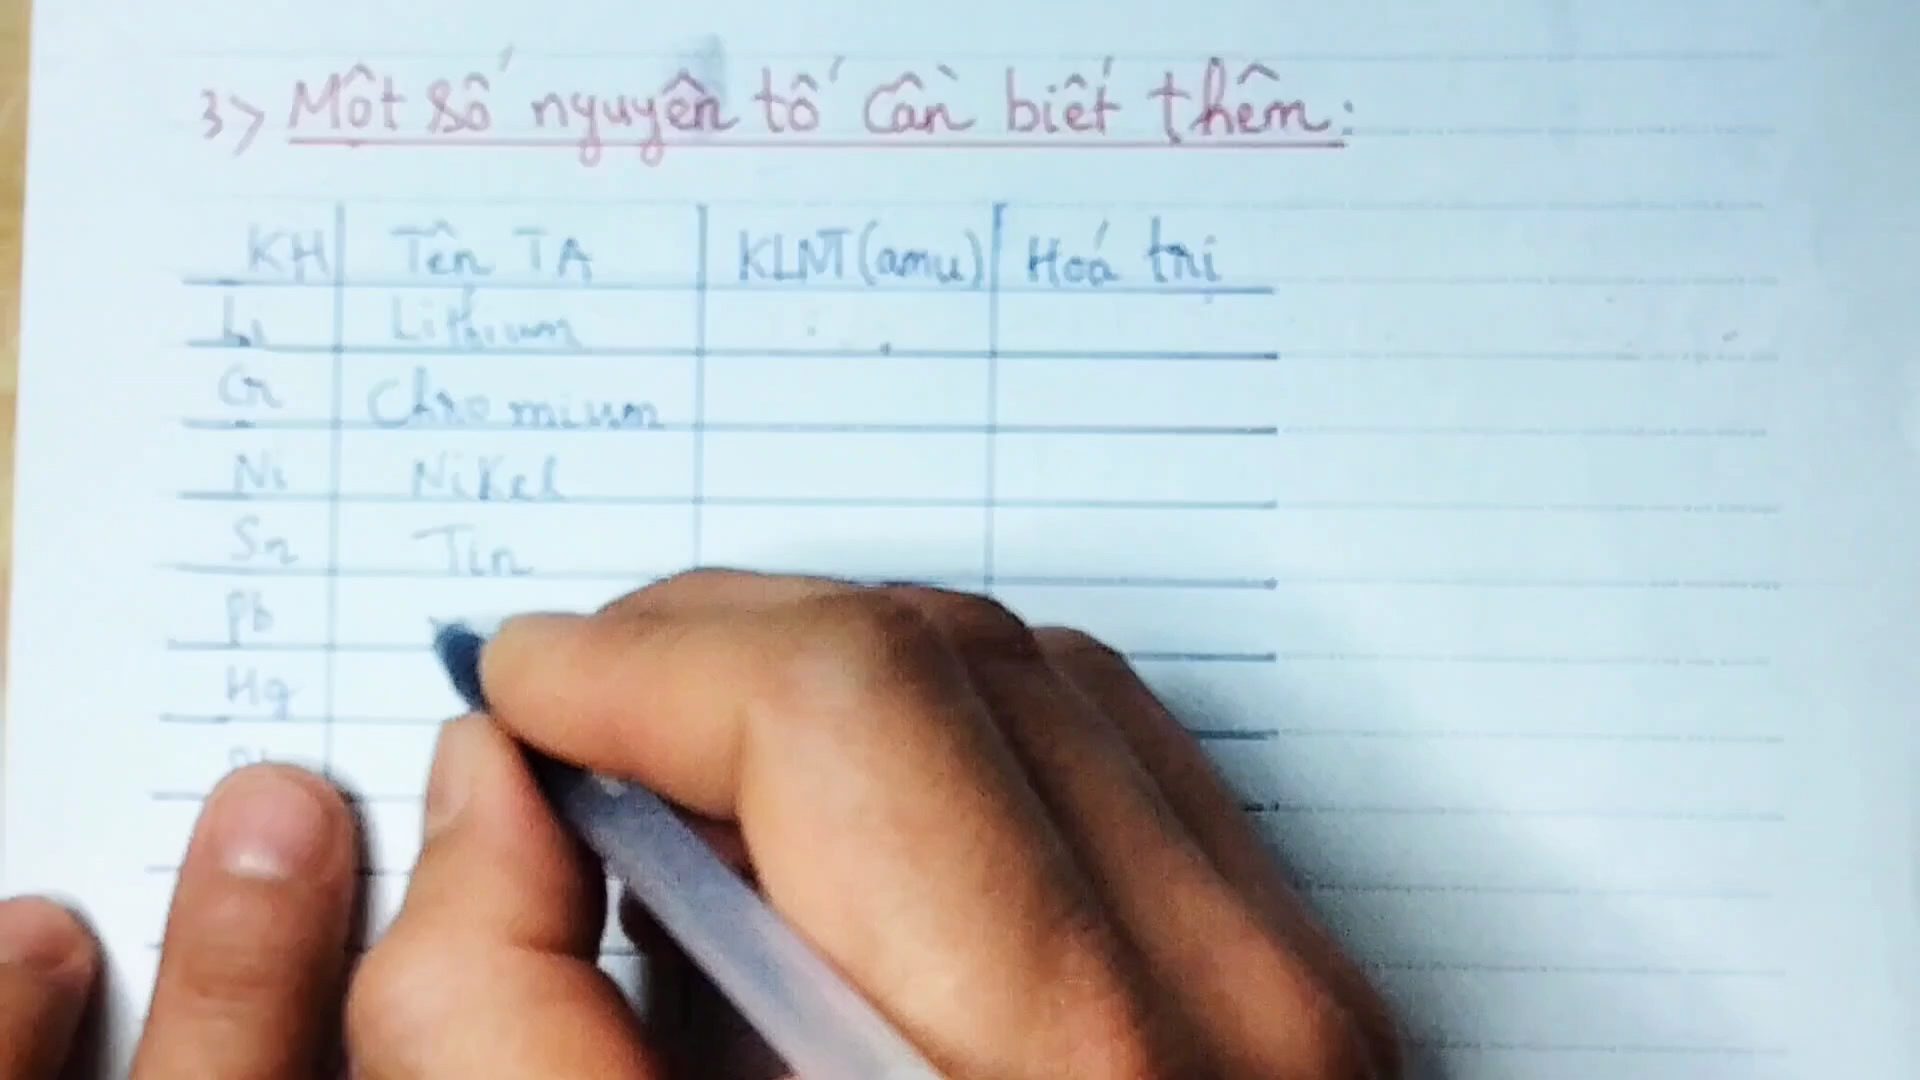 3> Một số nguyên tố cần biết thêm:
KH Tên TA KLNT(amu) Hoá trị
Li Lithium
Cr Chromium
Ni Nikel
Sn Tin
Pb
Hg